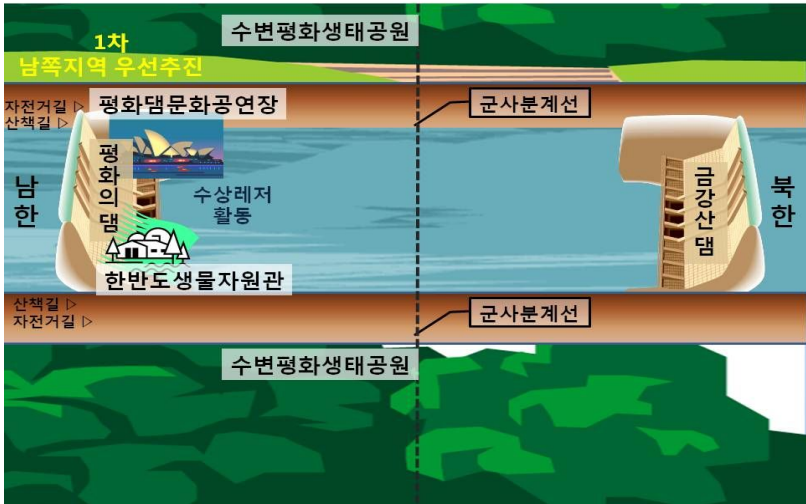 수변평화생태공원
1차
남쪽지역 우선추진
자전거길 ▷
산책길 ▷
평화댐문화공연장
군사분계선
남한
평화의댐
수상레저
활동
금강산댐
북한
한반도생물자원관
산책길 ▷
자전거길 ▷
군사분계선
수변평화생태공원